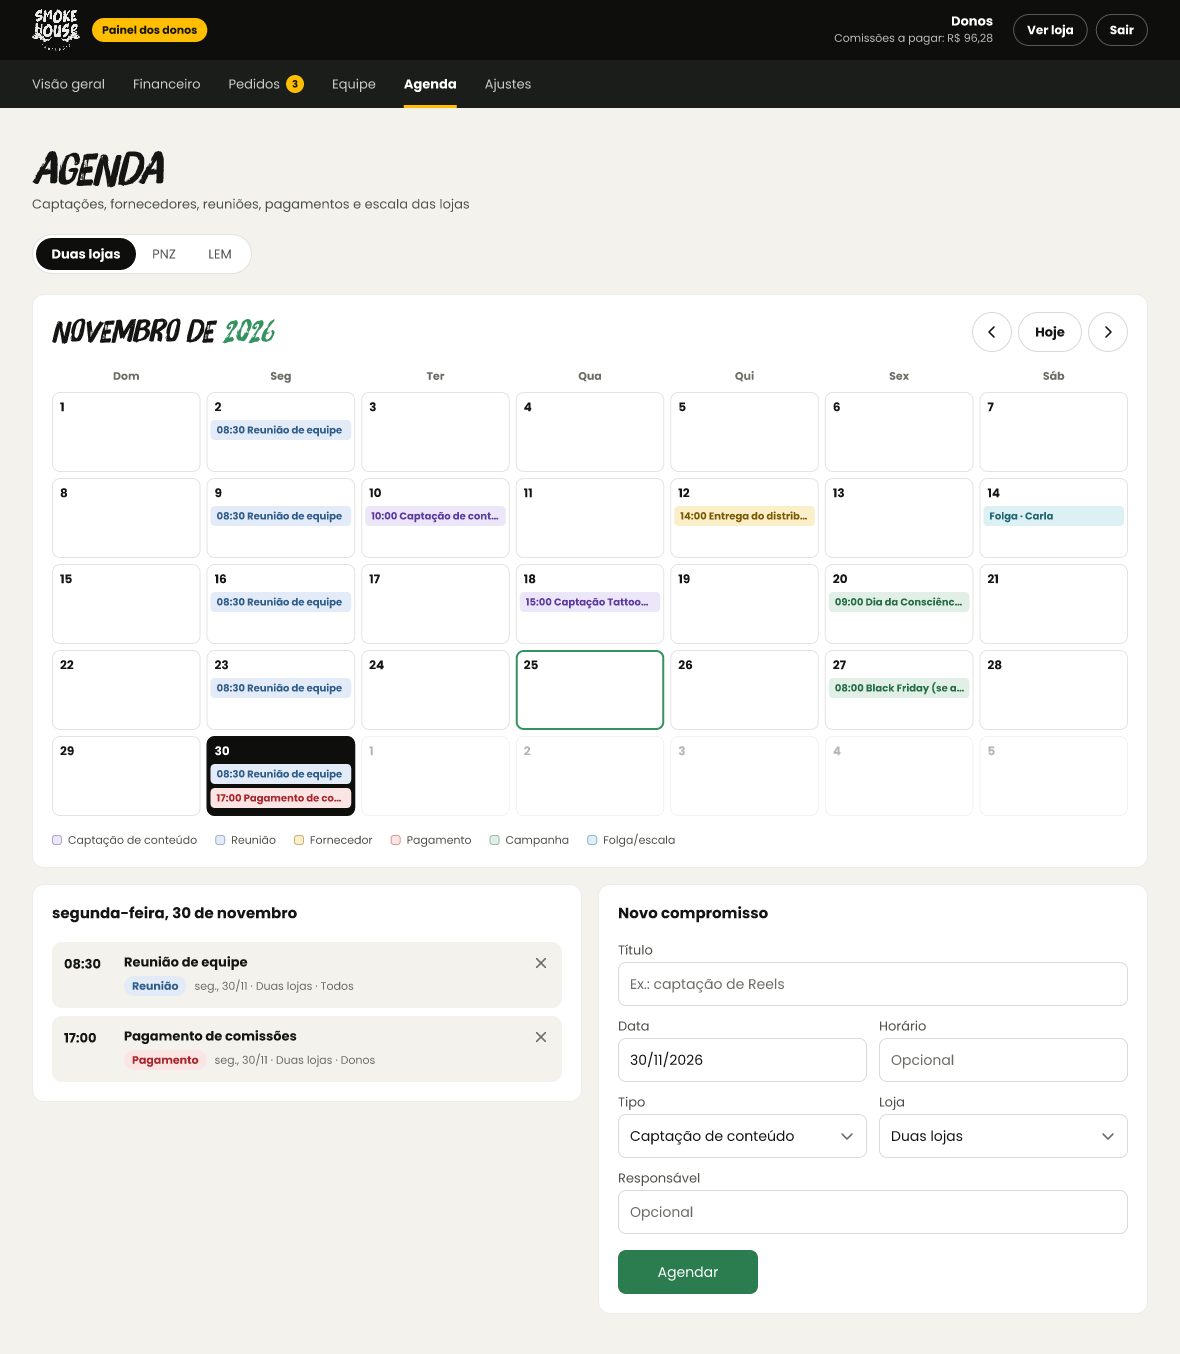 SMOKE
HOUSE
Painel dos donos
Donos
Comissões a pagar: R$ 96,28
Ver loja
Sair
Visão geral
Financeiro
Pedidos 3
Equipe
Agenda
Ajustes
AGENDA
Captações, fornecedores, reuniões, pagamentos e escala das lojas
Duas lojas
PNZ
LEM
NOVEMBRO DE 2026
Hoje
Dom Seg Ter Qua Qui Sex Sáb
1 2 3 4 5 6 7
08:30 Reunião de equipe
8 9 10 11 12 13 14
08:30 Reunião de equipe
10:00 Captação de cont...
14:00 Entrega do distrib...
Folga · Carla
15 16 17 18 19 20 21
08:30 Reunião de equipe
15:00 Captação Tattoo...
09:00 Dia da Consciênc...
22 23 24 25 26 27 28
08:30 Reunião de equipe
08:00 Black Friday (se a...
29 30 1 2 3 4 5
08:30 Reunião de equipe
17:00 Pagamento de co...
Captação de conteúdo
Reunião
Fornecedor
Pagamento
Campanha
Folga/escala
segunda-feira, 30 de novembro
08:30
Reunião de equipe
Reunião seg., 30/11 · Duas lojas · Todos
17:00
Pagamento de comissões
Pagamento seg., 30/11 · Duas lojas · Donos
Novo compromisso
Título
Ex.: captação de Reels
Data
Horário
30/11/2026
Opcional
Tipo
Loja
Captação de conteúdo
Duas lojas
Responsável
Opcional
Agendar